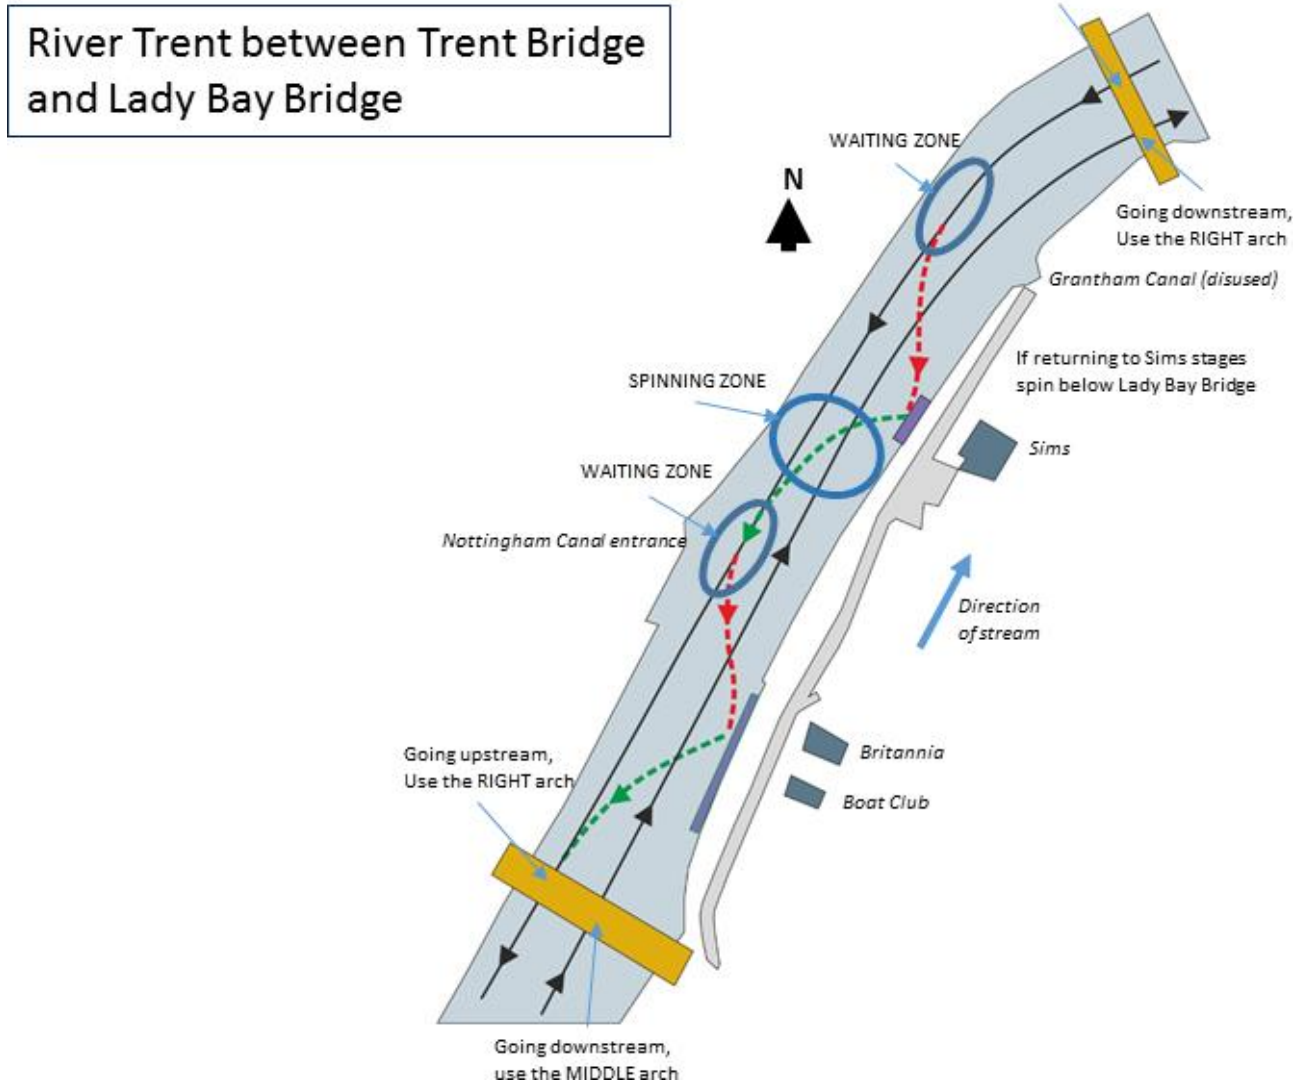 River Trent between Trent Bridge
and Lady Bay Bridge
WAITING ZONE
N
Going downstream,
Use the RIGHT arch
Grantham Canal (disused)
If returning to Sims stages
spin below Lady Bay Bridge
SPINNING ZONE
Sims
WAITING ZONE
Nottingham Canal entrance
Direction
of stream
Going upstream,
Use the RIGHT arch
Britannia
Boat Club
Going downstream,
use the MIDDLE arch